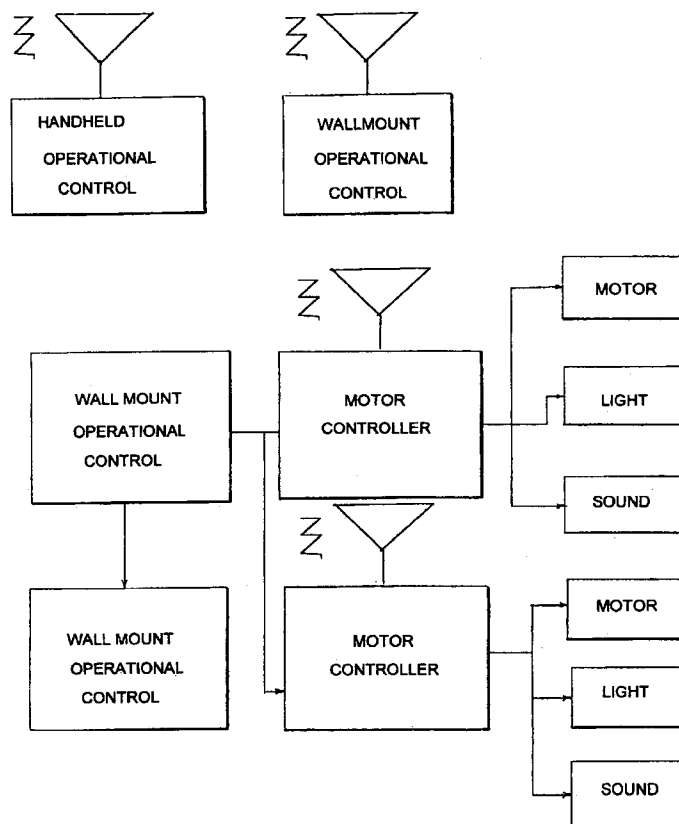 HANDHELD
OPERATIONAL
CONTROL
WALLMOUNT
OPERATIONAL
CONTROL
MOTOR
WALL MOUNT
OPERATIONAL
CONTROL
MOTOR
CONTROLLER
LIGHT
SOUND
WALL MOUNT
OPERATIONAL
CONTROL
MOTOR
CONTROLLER
MOTOR
LIGHT
SOUND